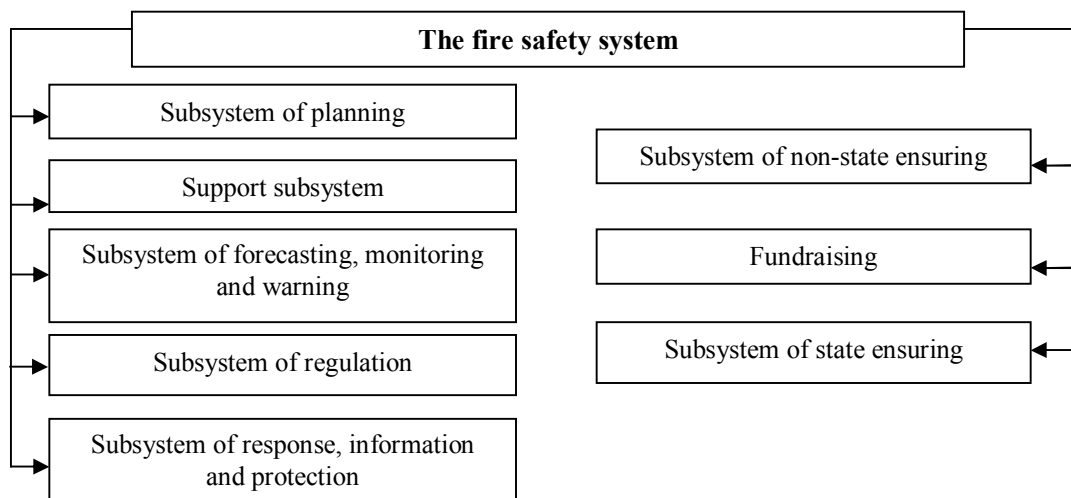 The fire safety system
Subsystem of planning
Support subsystem
Subsystem of forecasting, monitoring
and warning
Subsystem of regulation
Subsystem of response, information
and protection
Subsystem of non-state ensuring
Fundraising
Subsystem of state ensuring